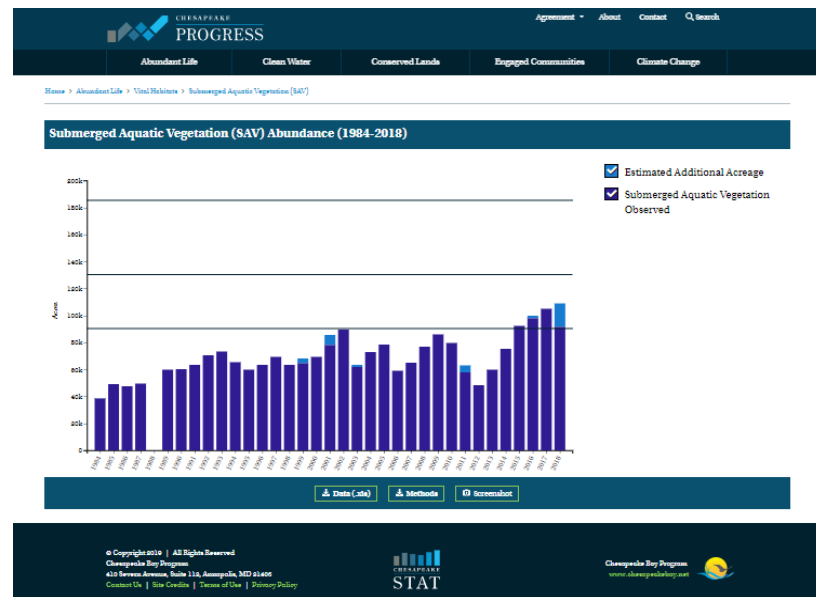 CHESAPEAKE
PROGRESS
Agreement
About
Contact
Search
Abundant Life
Clean Water
Conserved Lands
Engaged Communities
Climate Change
Home > Abundant Life > Vital Habitats > Submerged Aquatic Vegetation (SAV)
Submerged Aquatic Vegetation (SAV) Abundance (1984-2018)
Estimated Additional Acreage
Submerged Aquatic Vegetation
Observed
200k
180k
160k
140k
120k
100k
80k
60k
40k
20k
0
Acres
1984 1985 1986 1987 1988 1989 1990 1991 1992 1993 1994 1995 1996 1997 1998 1999 2000 2001 2002 2003 2004 2005 2006 2007 2008 2009 2010 2011 2012 2013 2014 2015 2016 2017 2018
Data (.xls)
Methods
Screenshot
© Copyright 2019 | All Rights Reserved
Chesapeake Bay Program
410 Severn Avenue, Suite 112, Annapolis, MD 21403
Contact Us | Site Credits | Terms of Use | Privacy Policy
CHESAPEAKE
STAT
Chesapeake Bay Program
www.chesapeakebay.net